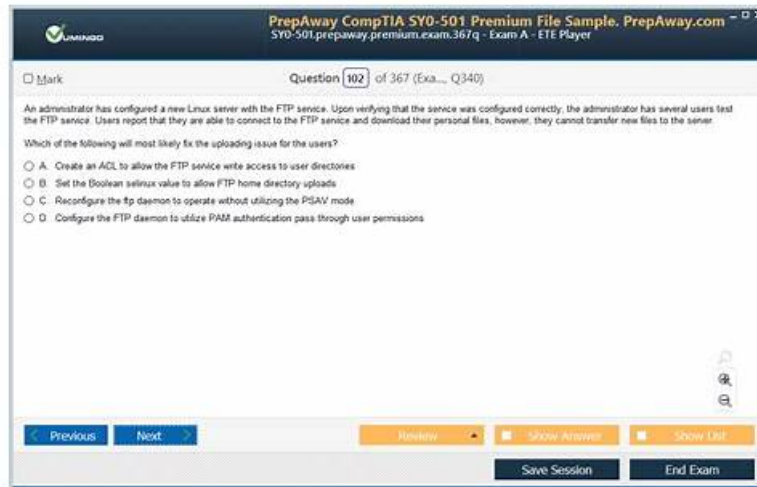 VUMINGO
PrepAway CompTIA SY0-501 Premium File Sample. PrepAway.com
SY0-501.prepaway.premium.exam.367q - Exam A - ETE Player
Mark
Question 102 of 367 (Exa..., Q340)
An administrator has configured a new Linux server with the FTP service. Upon verifying that the service was configured correctly, the administrator has several users test
the FTP service. Users report that they are able to connect to the FTP service and download their personal files, however, they cannot transfer new files to the server.
Which of the following will most likely fix the uploading issue for the users?
A. Create an ACL to allow the FTP service write access to user directories
B. Set the Boolean selinux value to allow FTP home directory uploads
C. Reconfigure the ftp daemon to operate without utilizing the PSAV mode
D. Configure the FTP daemon to utilize PAM authentication pass through user permissions
Previous Next Review Show Answer Show List
Save Session End Exam